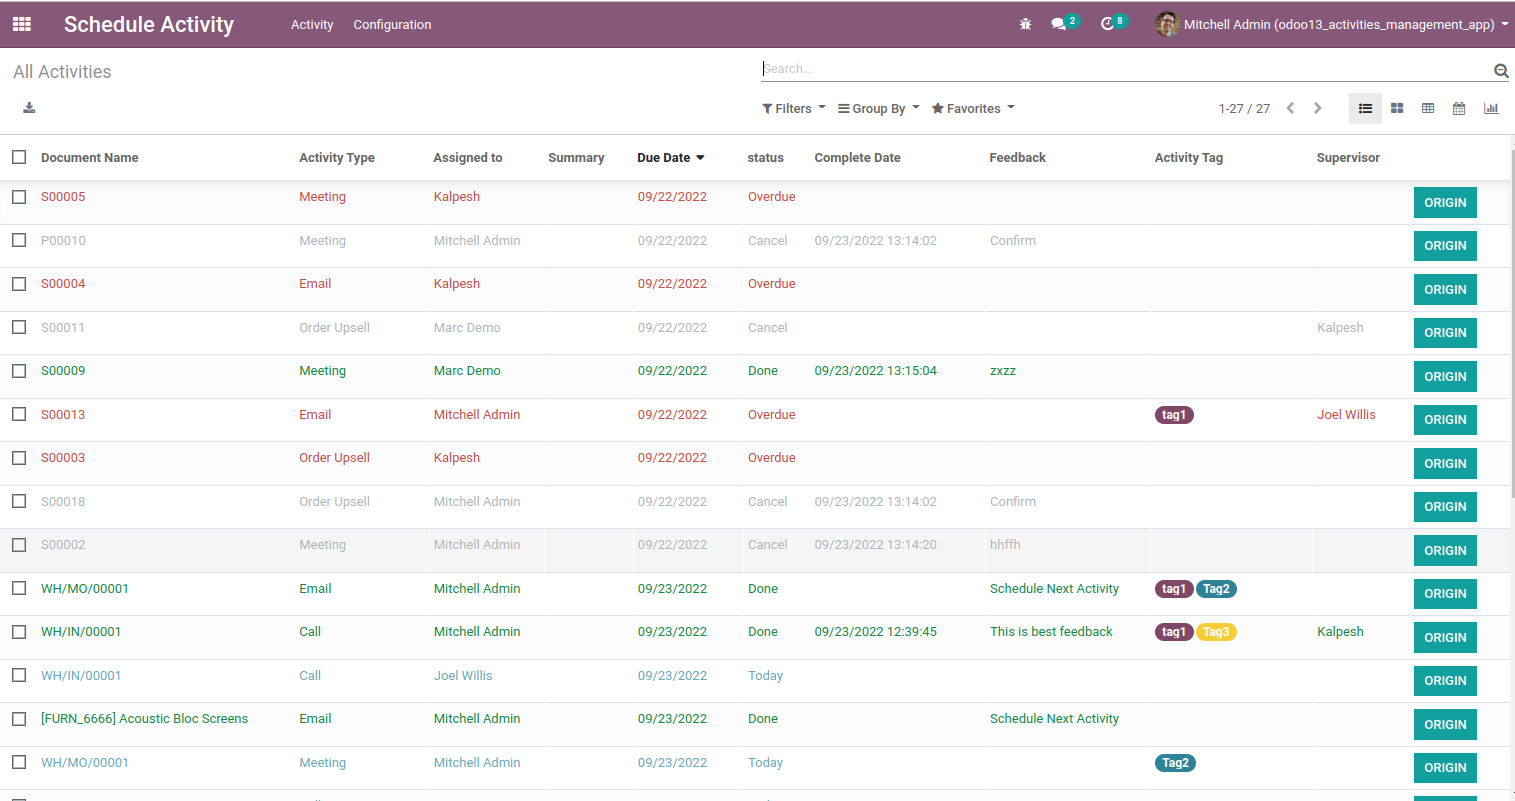 Schedule Activity Activity Configuration 2 8 Mitchell Admin (odoo13_activities_management_app)
All Activities Search...
Filters Group By Favorites 1-27 / 27
Document Name Activity Type Assigned to Summary Due Date status Complete Date Feedback Activity Tag Supervisor
S00005 Meeting Kalpesh 09/22/2022 Overdue ORIGIN
P00010 Meeting Mitchell Admin 09/22/2022 Cancel 09/23/2022 13:14:02 Confirm ORIGIN
S00004 Email Kalpesh 09/22/2022 Overdue ORIGIN
S00011 Order Upsell Marc Demo 09/22/2022 Cancel Kalpesh ORIGIN
S00009 Meeting Marc Demo 09/22/2022 Done 09/23/2022 13:15:04 zxzz ORIGIN
S00013 Email Mitchell Admin 09/22/2022 Overdue tag1 Joel Willis ORIGIN
S00003 Order Upsell Kalpesh 09/22/2022 Overdue ORIGIN
S00018 Order Upsell Mitchell Admin 09/22/2022 Cancel 09/23/2022 13:14:02 Confirm ORIGIN
S00002 Meeting Mitchell Admin 09/22/2022 Cancel 09/23/2022 13:14:20 hhffh ORIGIN
WH/MO/00001 Email Mitchell Admin 09/23/2022 Done Schedule Next Activity tag1 Tag2 ORIGIN
WH/IN/00001 Call Mitchell Admin 09/23/2022 Done 09/23/2022 12:39:45 This is best feedback tag1 Tag3 Kalpesh ORIGIN
WH/IN/00001 Call Joel Willis 09/23/2022 Today ORIGIN
[FURN_6666] Acoustic Bloc Screens Email Mitchell Admin 09/23/2022 Done Schedule Next Activity ORIGIN
WH/MO/00001 Meeting Mitchell Admin 09/23/2022 Today Tag2 ORIGIN